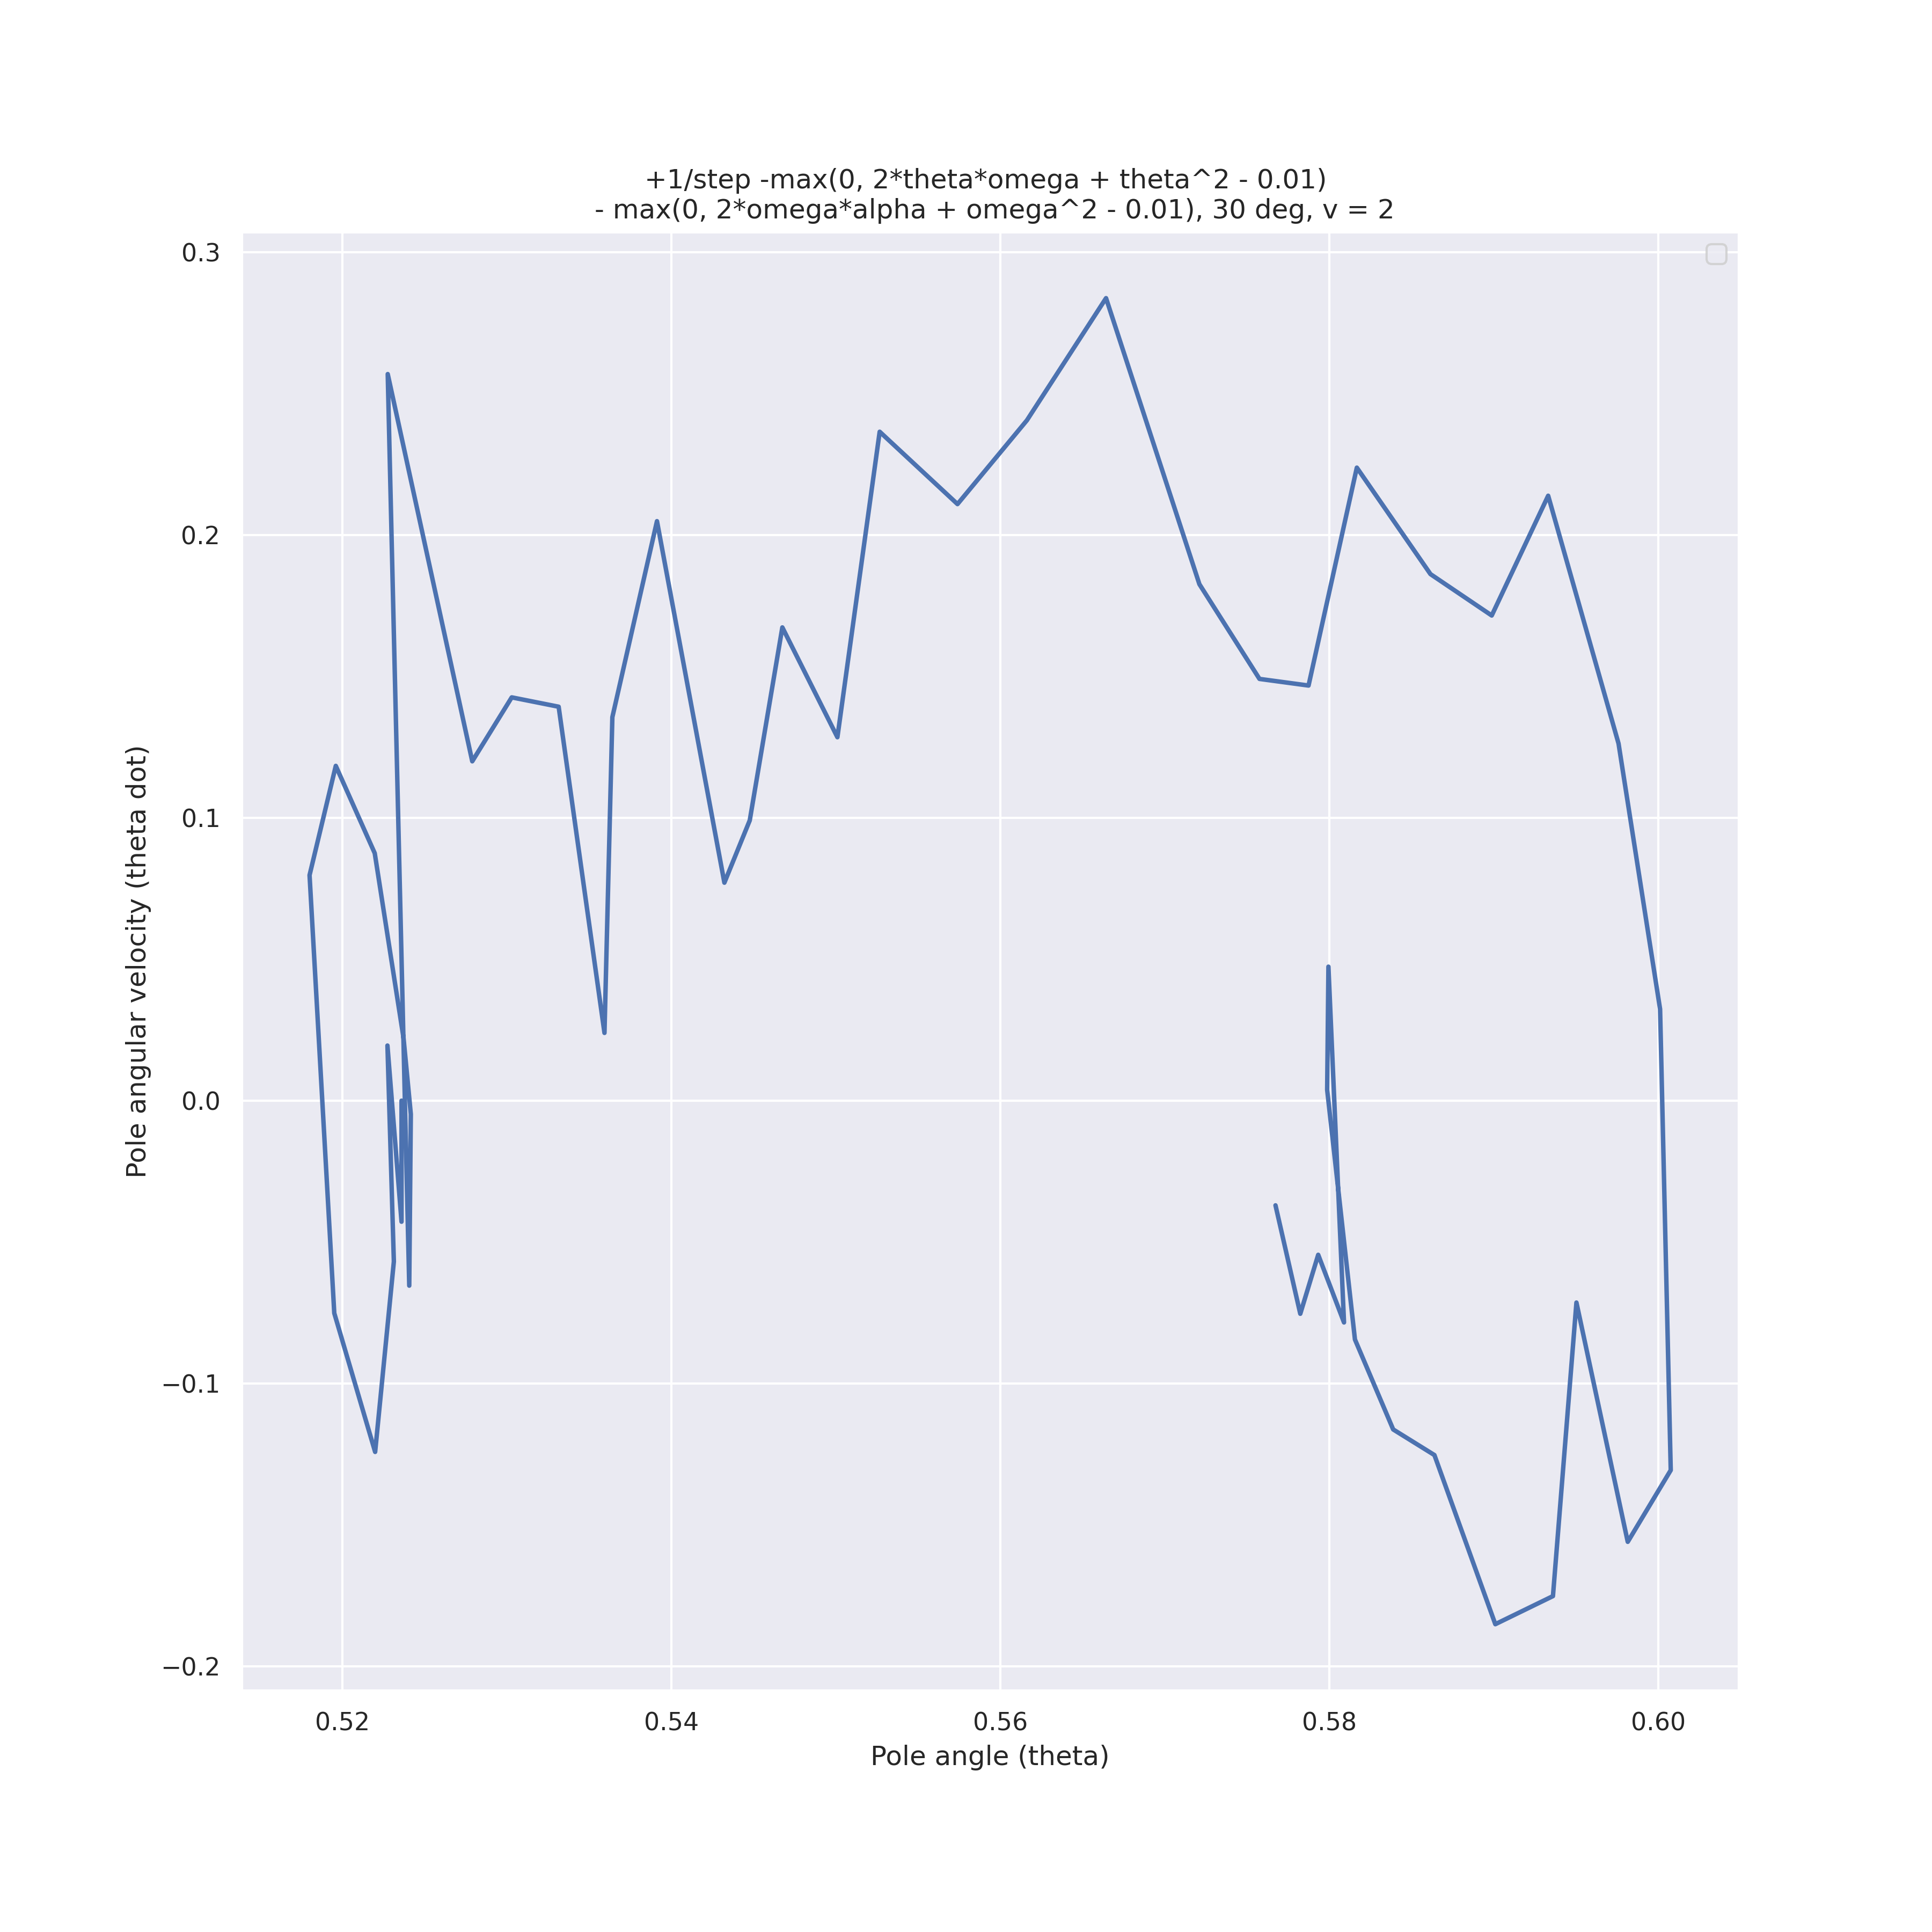 +1/step -max(0, 2*theta*omega + theta^2 - 0.01)
- max(0, 2*omega*alpha + omega^2 - 0.01), 30 deg, v = 2
0.3
0.2
0.1
0.0
−0.1
−0.2
Pole angular velocity (theta dot)
0.52 0.54 0.56 0.58 0.60
Pole angle (theta)